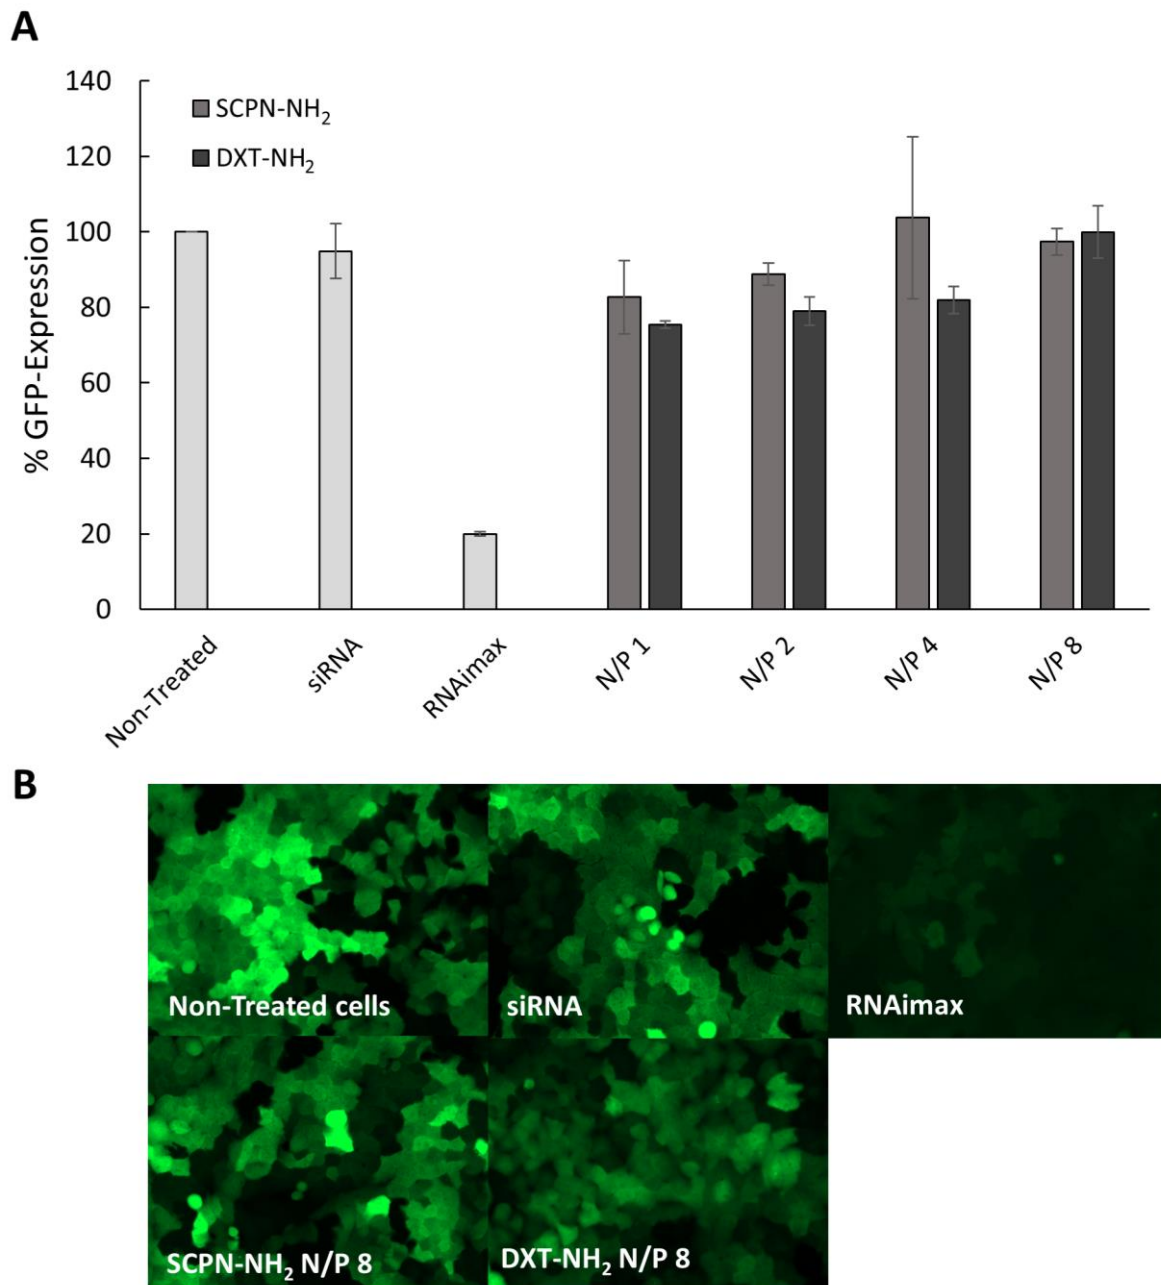 A
140
120
100
80
60
40
20
0
% GFP-Expression
SCPN-NH₂
DXT-NH₂
Non-Treated
siRNA
RNAimax
N/P 1
N/P 2
N/P 4
N/P 8
B
Non-Treated cells
siRNA
RNAimax
SCPN-NH₂ N/P 8
DXT-NH₂ N/P 8